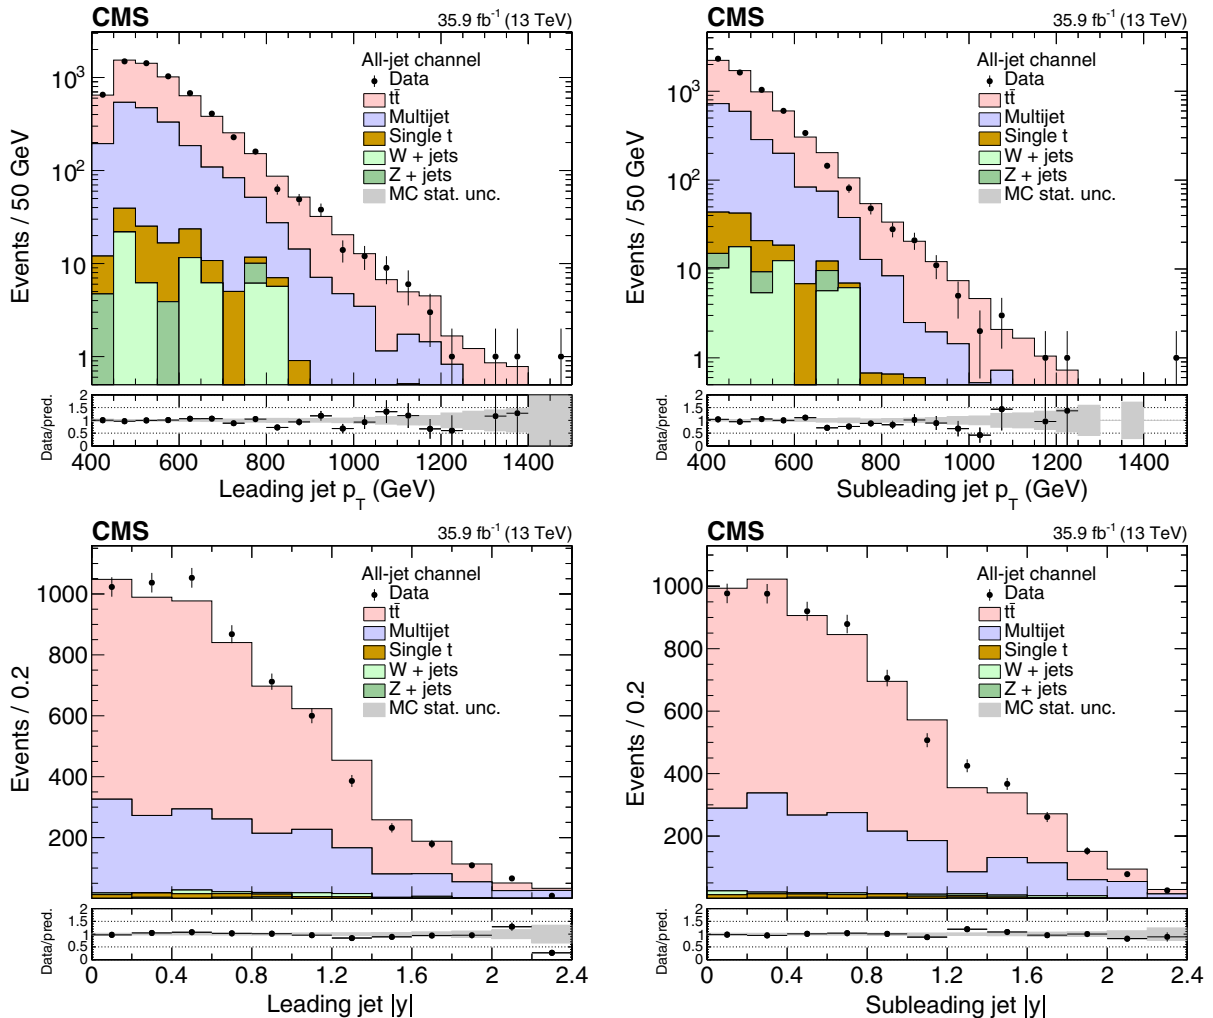 CMS 35.9 fb⁻¹ (13 TeV)
Events / 50 GeV
10³
10²
10
1
All-jet channel
Data
tt̄
Multijet
Single t
W + jets
Z + jets
MC stat. unc.
Data/pred.
2
1.5
1
0.5
0
400 600 800 1000 1200 1400
Leading jet p_T (GeV)
CMS 35.9 fb⁻¹ (13 TeV)
Events / 50 GeV
10³
10²
10
1
All-jet channel
Data
tt̄
Multijet
Single t
W + jets
Z + jets
MC stat. unc.
Data/pred.
2
1.5
1
0.5
0
400 600 800 1000 1200 1400
Subleading jet p_T (GeV)
CMS 35.9 fb⁻¹ (13 TeV)
Events / 0.2
1000
800
600
400
200
All-jet channel
Data
tt̄
Multijet
Single t
W + jets
Z + jets
MC stat. unc.
Data/pred.
2
1.5
1
0.5
0
0 0.4 0.8 1.2 1.6 2 2.4
Leading jet |y|
CMS 35.9 fb⁻¹ (13 TeV)
Events / 0.2
1000
800
600
400
200
All-jet channel
Data
tt̄
Multijet
Single t
W + jets
Z + jets
MC stat. unc.
Data/pred.
2
1.5
1
0.5
0
0 0.4 0.8 1.2 1.6 2 2.4
Subleading jet |y|